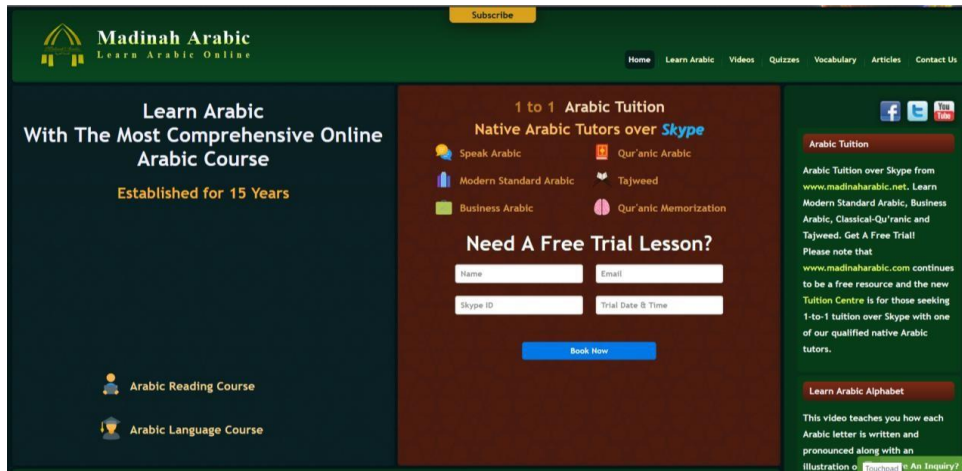 Subscribe
Madinah Arabic
Learn Arabic Online
Home Learn Arabic Videos Quizzes Vocabulary Articles Contact Us
Learn Arabic
With The Most Comprehensive Online
Arabic Course
Established for 15 Years
Arabic Reading Course
Arabic Language Course
1 to 1 Arabic Tuition
Native Arabic Tutors over Skype
Speak Arabic
Qur'anic Arabic
Modern Standard Arabic
Tajweed
Business Arabic
Qur'anic Memorization
Need A Free Trial Lesson?
Name
Email
Skype ID
Trial Date & Time
Book Now
You
Tube
Arabic Tuition
Arabic Tuition over Skype from
www.madinaharabic.net. Learn
Modern Standard Arabic, Business
Arabic, Classical-Qu'ranic and
Tajweed. Get A Free Trial!
Please note that
www.madinaharabic.com continues
to be a free resource and the new
Tuition Centre is for those seeking
1-to-1 tuition over Skype with one
of our qualified native Arabic
tutors.
Learn Arabic Alphabet
This video teaches you how each
Arabic letter is written and
pronounced along with an
illustration
Touchpad
An Inquiry?